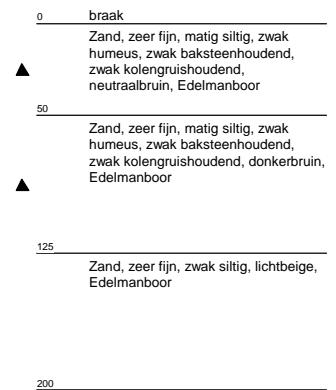 0 braak
Zand, zeer fijn, matig siltig, zwak
humeus, zwak baksteenhoudend,
zwak kolengruishoudend,
neutraalbruin, Edelmanboor
50
Zand, zeer fijn, matig siltig, zwak
humeus, zwak baksteenhoudend,
zwak kolengruishoudend, donkerbruin,
Edelmanboor
125
Zand, zeer fijn, zwak siltig, lichtbeige,
Edelmanboor
200